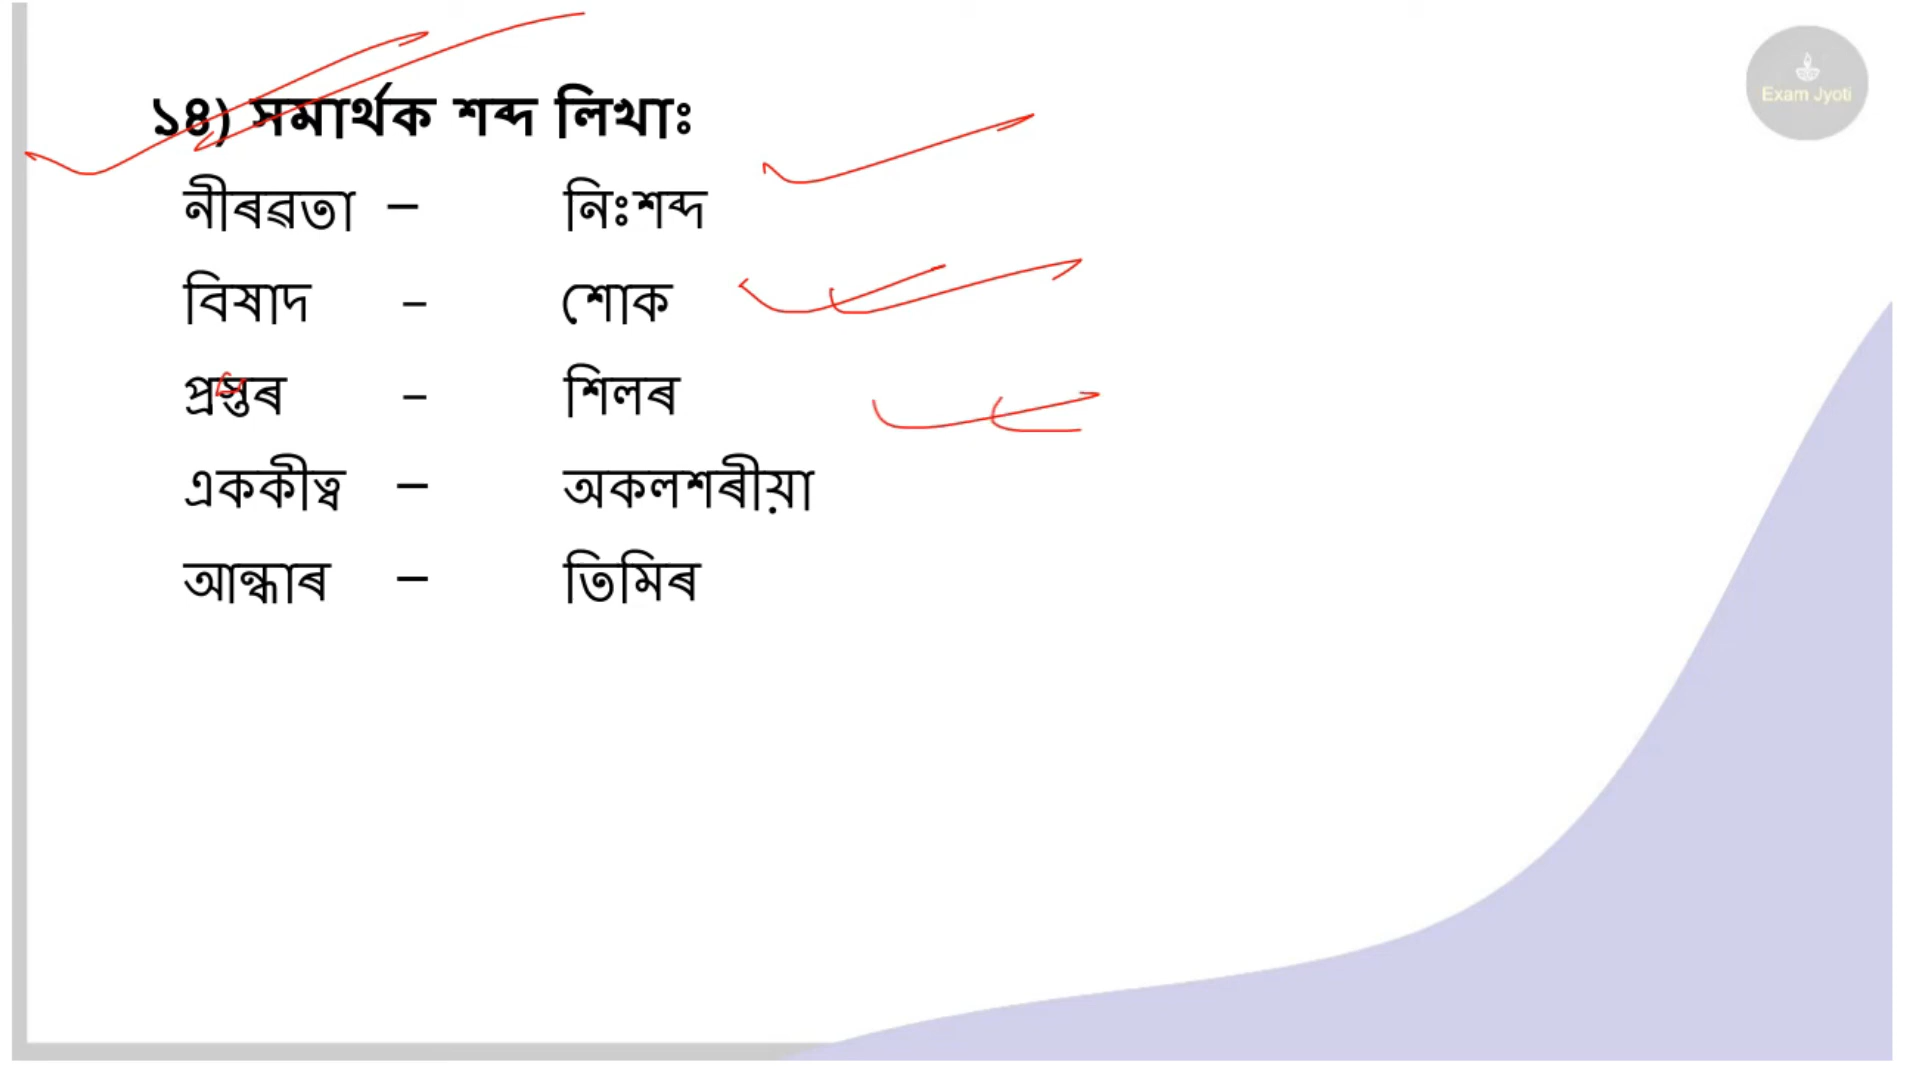 Exam Jyoti
১৪) সমাৰ্থক শব্দ লিখাঃ
নীৰৱতা – নিঃশব্দ
বিষাদ – শোক
প্ৰস্তৰ – শিলৰ
এককীত্ব – অকলশৰীয়া
আন্ধাৰ – তিমিৰ